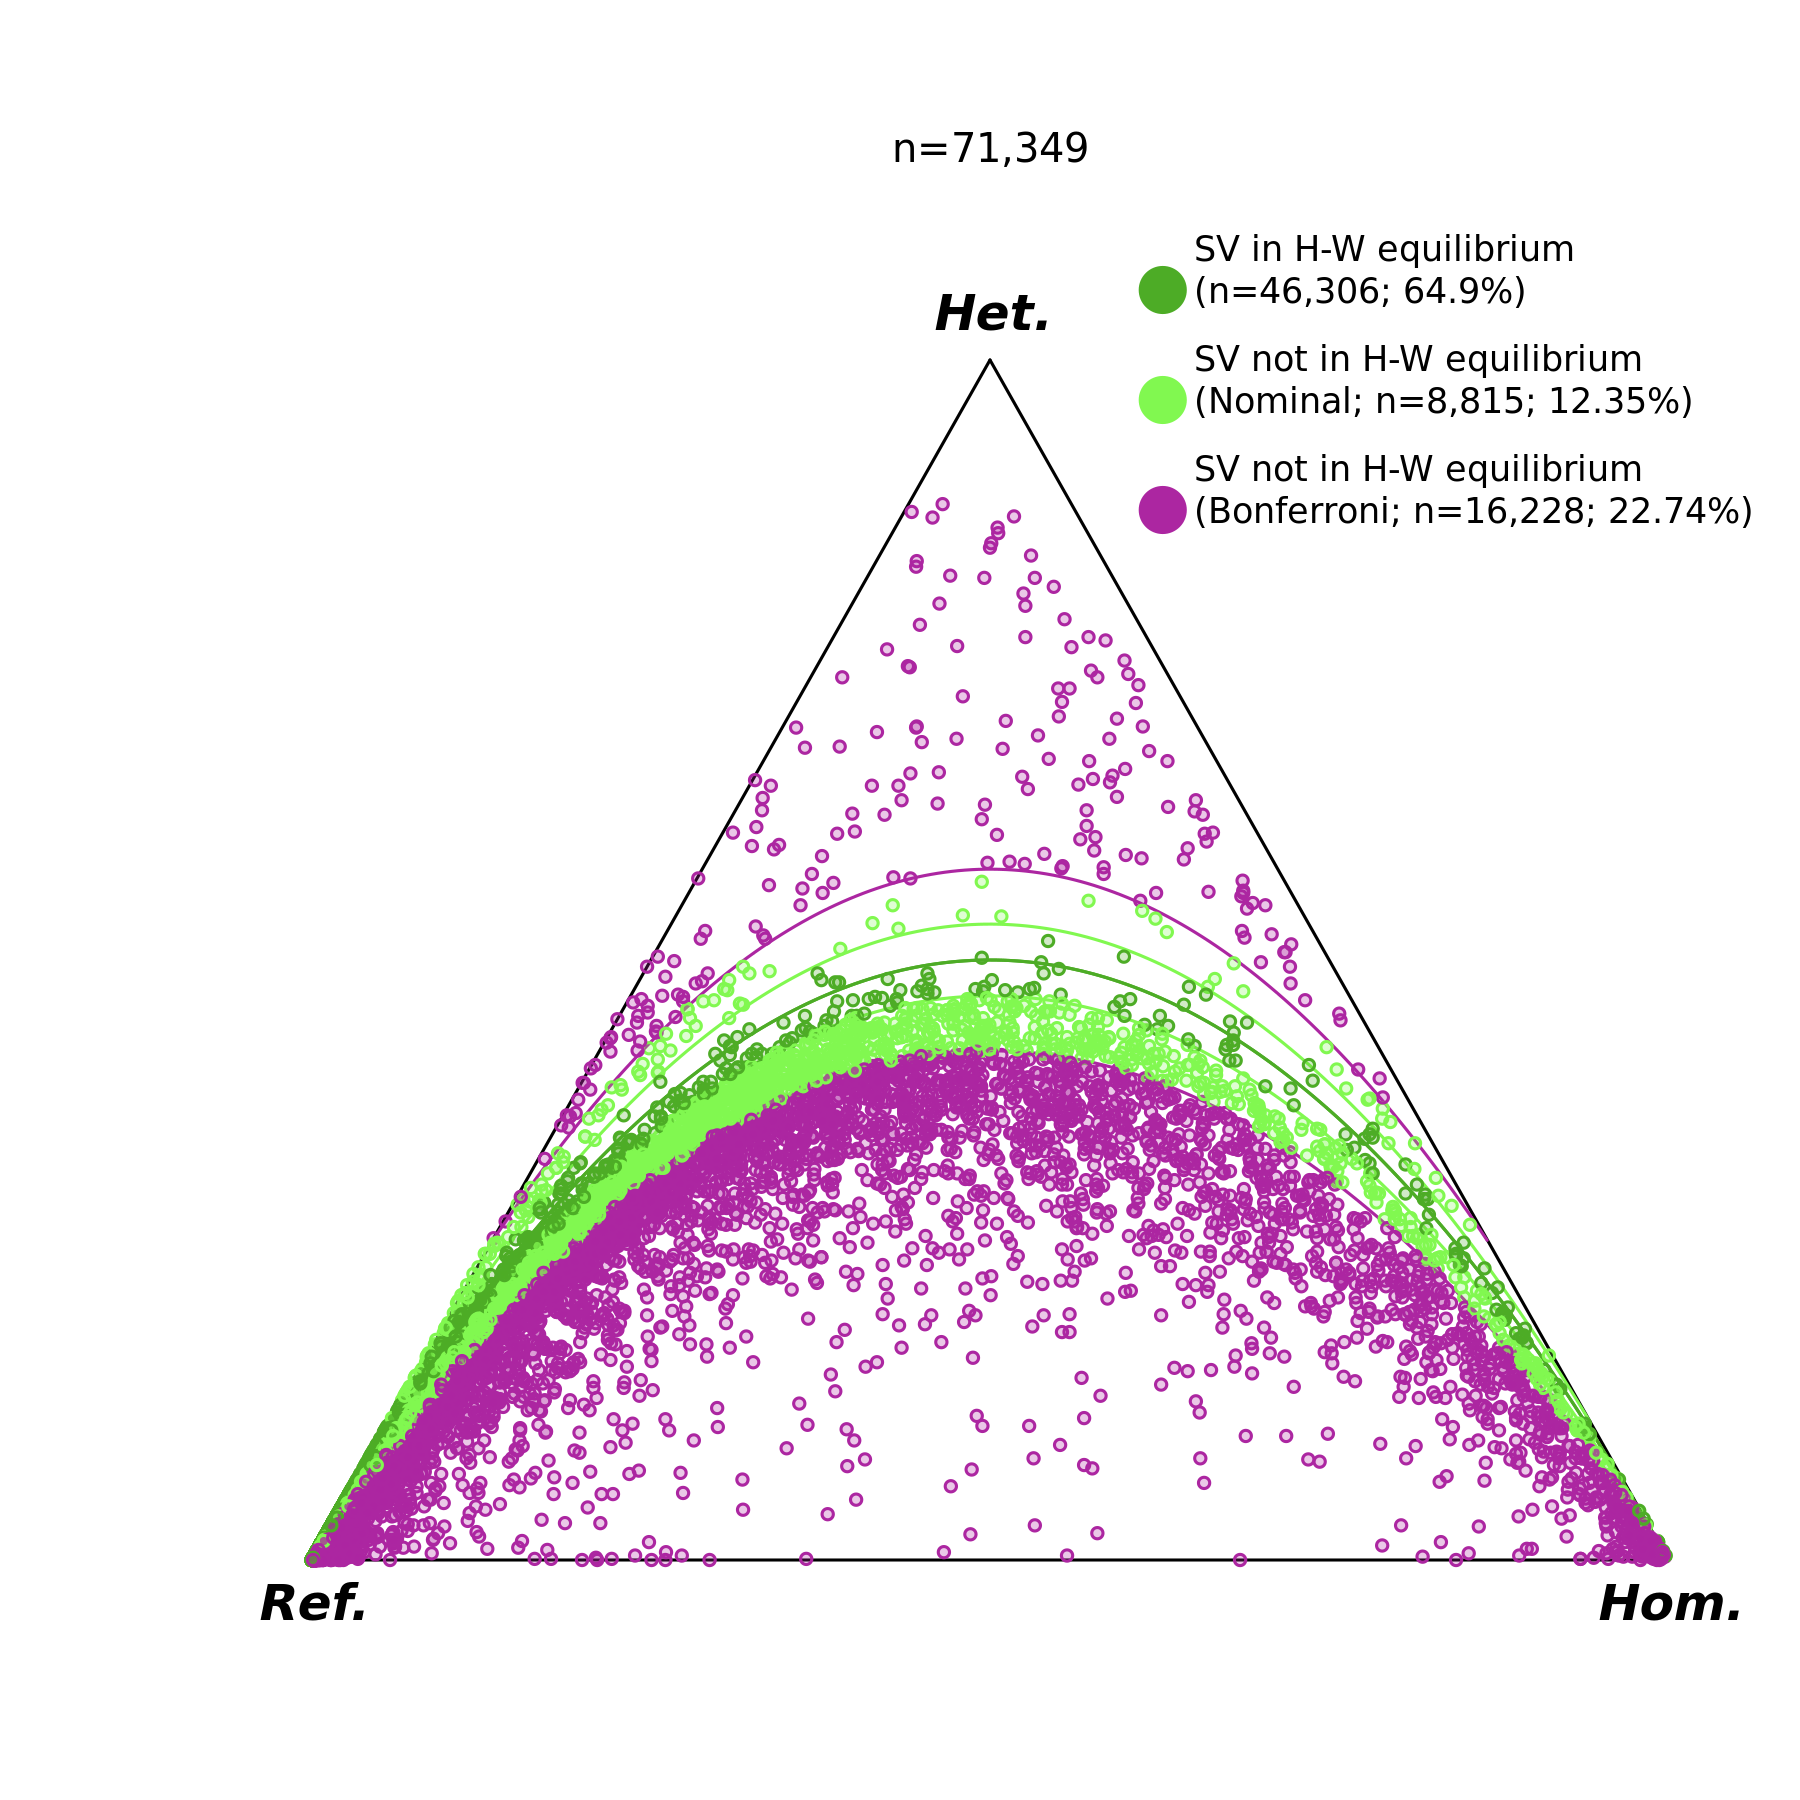 n=71,349
SV in H-W equilibrium
(n=46,306; 64.9%)
Het.
SV not in H-W equilibrium
(Nominal; n=8,815; 12.35%)
SV not in H-W equilibrium
(Bonferroni; n=16,228; 22.74%)
Ref.
Hom.